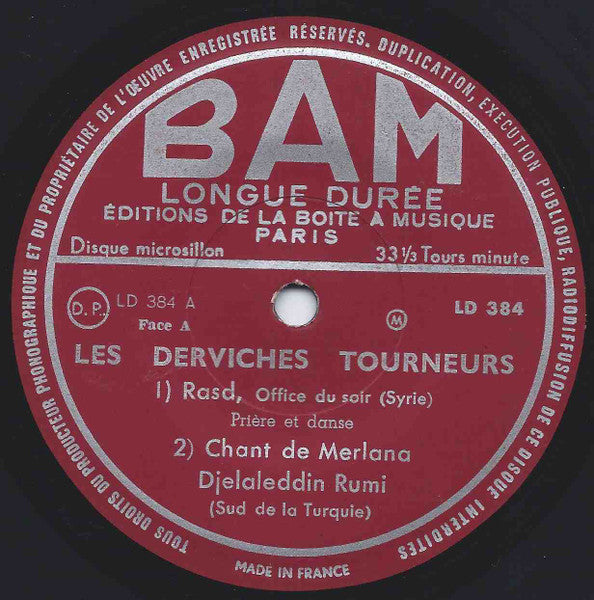 TOUS DROITS DU PRODUCTEUR PHONOGRAPHIQUE ET DU PROPRIÉTAIRE DE L'ŒUVRE ENREGISTRÉE RÉSERVÉS. DUPLICATION, EXÉCUTION PUBLIQUE, RADIODIFFUSION DE CE DISQUE INTERDITES
BAM
LONGUE DURÉE
ÉDITIONS DE LA BOITE A MUSIQUE
PARIS
Disque microsillon 33 1/3 Tours minute
D.P. LD 384 A M LD 384
Face A
LES DERVICHES TOURNEURS
1) Rasd, Office du soir (Syrie)
Prière et danse
2) Chant de Merlana
Djelaleddin Rumi
(Sud de la Turquie)
MADE IN FRANCE